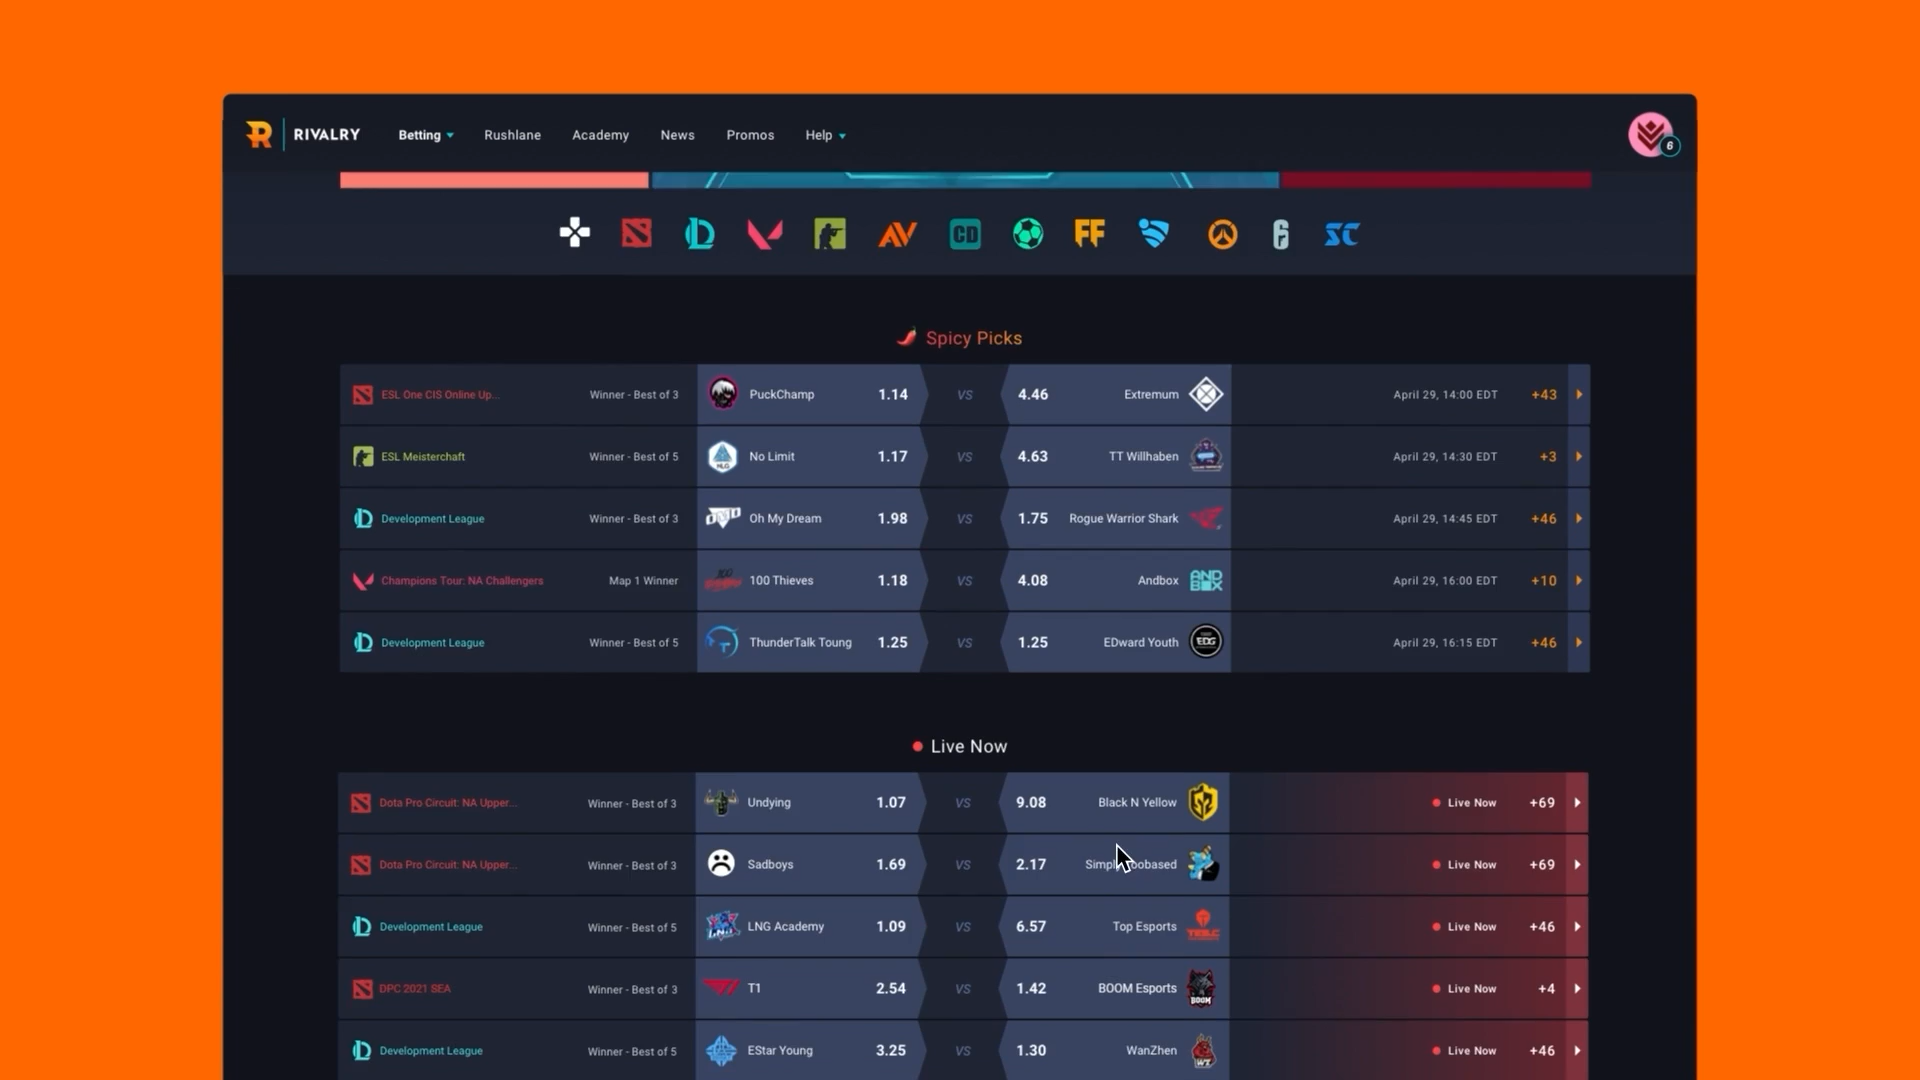 RIVALRY Betting Rushlane Academy News Promos Help 6
CD FF 6 SC
Spicy Picks
ESL One CIS Online Up... Winner - Best of 3 PuckChamp 1.14 VS 4.46 Extremum April 29, 14:00 EDT +43
ESL Meisterchaft Winner - Best of 5 No Limit 1.17 VS 4.63 TT Willhaben April 29, 14:30 EDT +3
Development League Winner - Best of 3 Oh My Dream 1.98 VS 1.75 Rogue Warrior Shark April 29, 14:45 EDT +46
Champions Tour: NA Challengers Map 1 Winner 100 Thieves 1.18 VS 4.08 Andbox AND BOX April 29, 16:00 EDT +10
Development League Winner - Best of 5 ThunderTalk Toung 1.25 VS 1.25 EDward Youth EDG April 29, 16:15 EDT +46
Live Now
Dota Pro Circuit: NA Upper... Winner - Best of 3 Undying 1.07 VS 9.08 Black N Yellow Live Now +69
Dota Pro Circuit: NA Upper... Winner - Best of 3 Sadboys 1.69 VS 2.17 Live Now +69
Development League Winner - Best of 5 LNG Academy 1.09 VS 6.57 Top Esports Live Now +46
DPC 2021 SEA Winner - Best of 3 T1 2.54 VS 1.42 BOOM Esports BOOM Live Now +4
Development League Winner - Best of 5 EStar Young 3.25 VS 1.30 WanZhen WZ Live Now +46